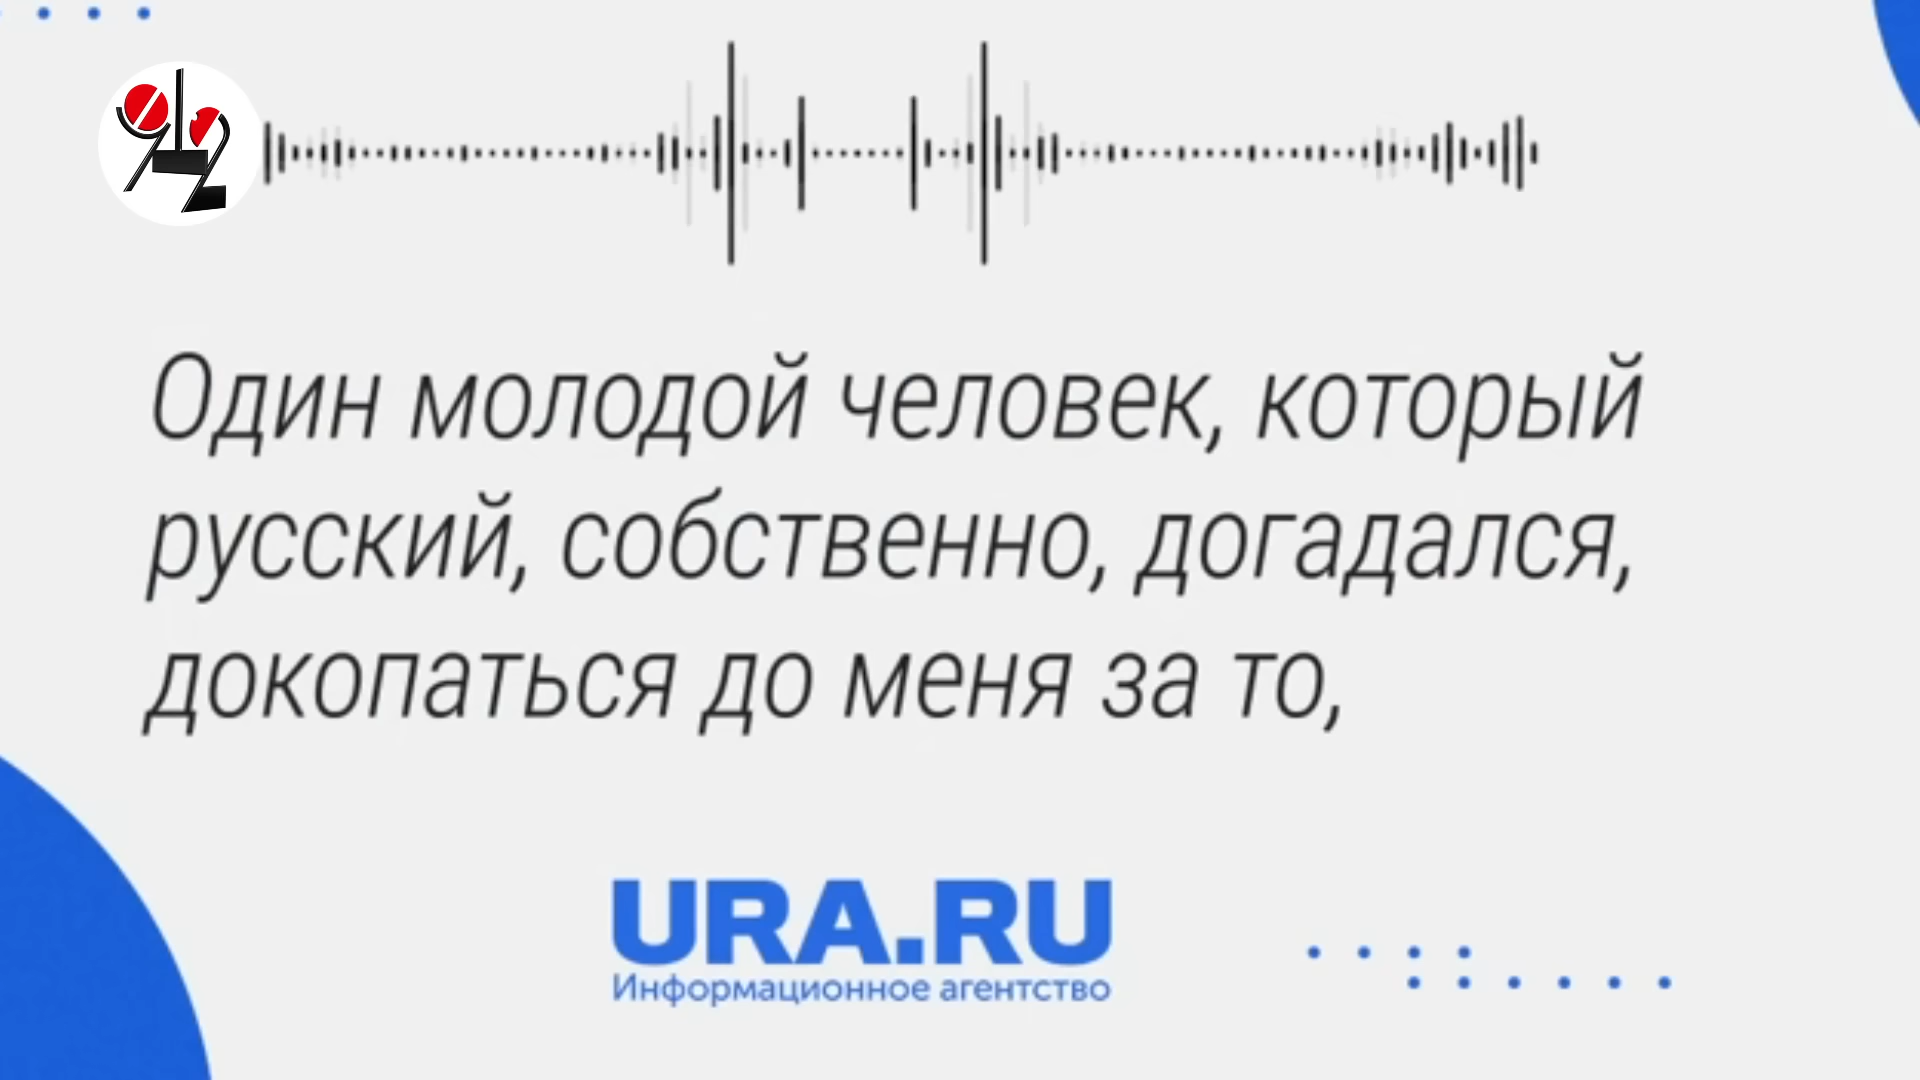 Один молодой человек, который
русский, собственно, догадался,
докопаться до меня за то,
URA.RU
Информационное агентство